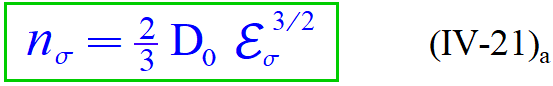 n_σ = 2/3 D₀ ℰ_σ^{3/2} (IV-21)ₐ